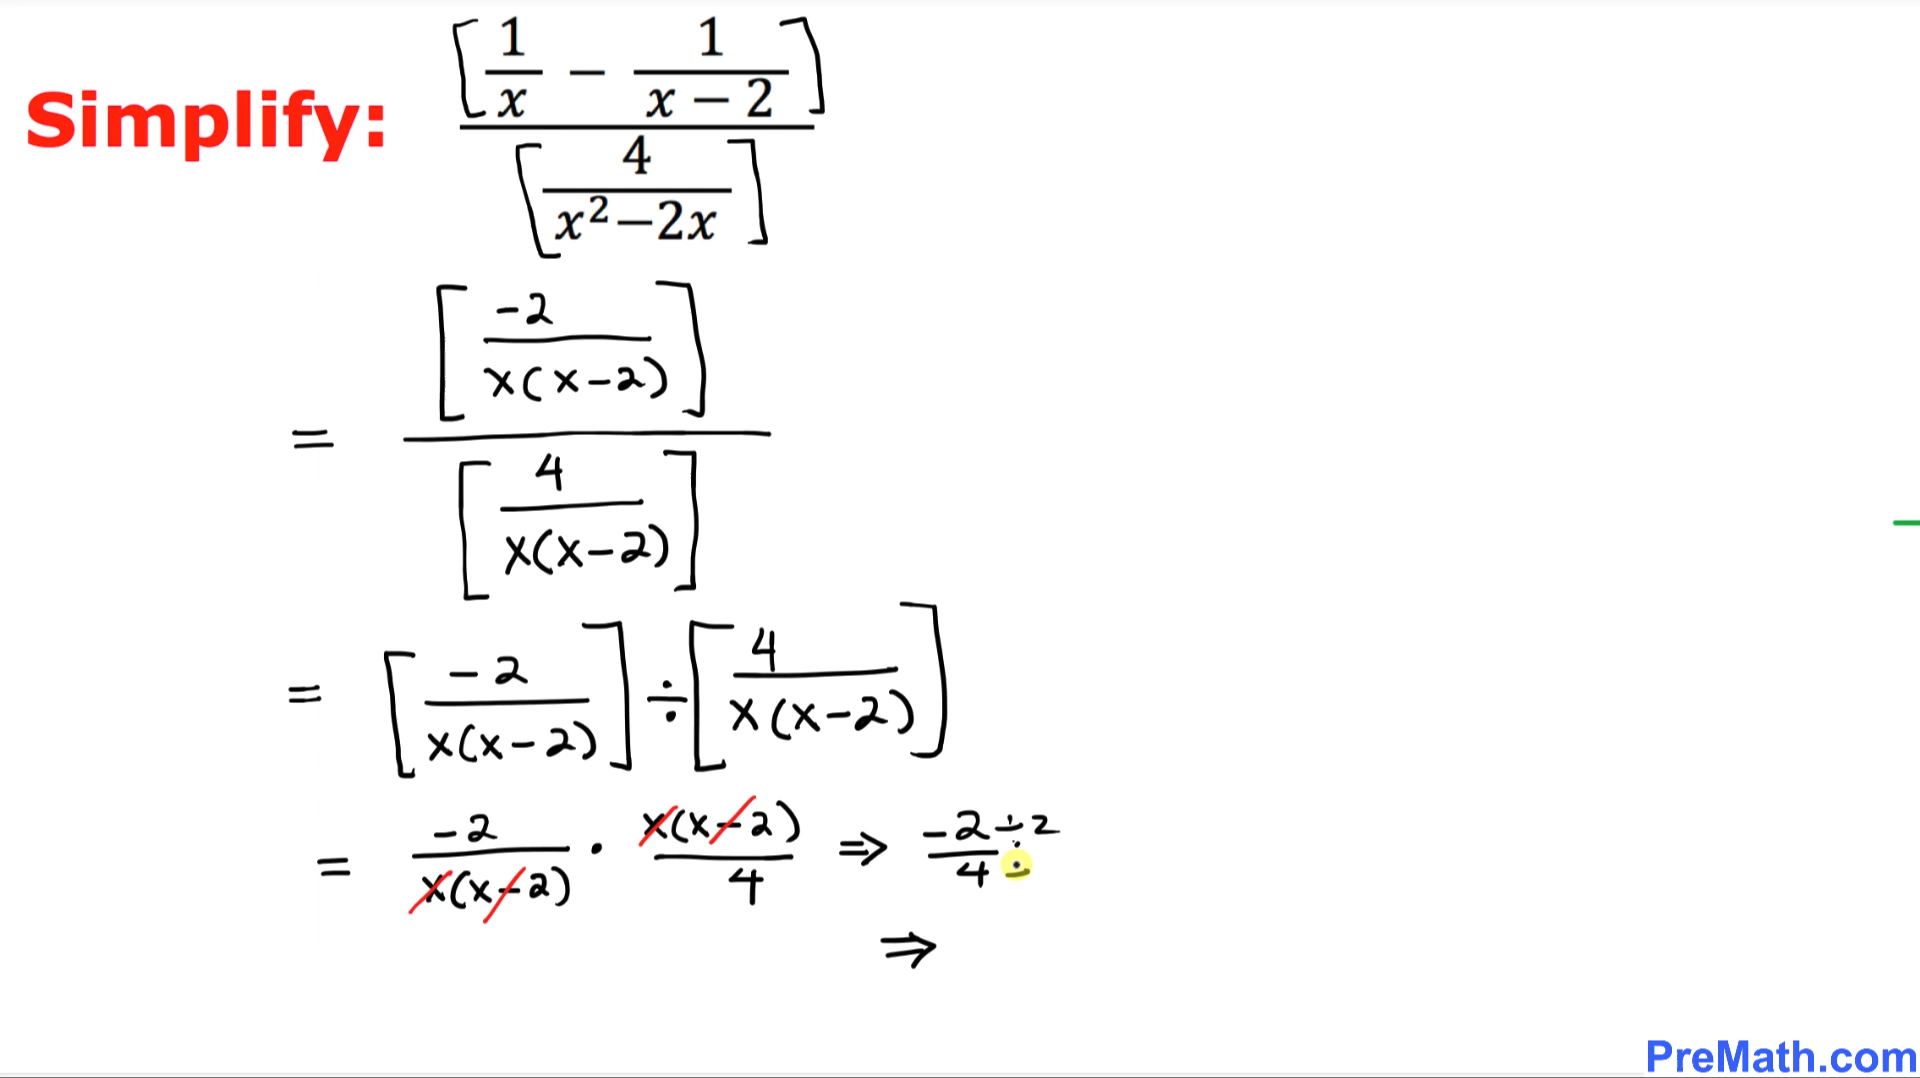 Simplify: [1/x − 1/(x − 2)] / [4/(x²−2x)]
= [-2/x(x-2)] / [4/x(x-2)]
= [-2/x(x-2)] ÷ [4/x(x-2)]
= -2/x(x-2) · x(x-2)/4 ⇒ -2÷2/4÷
⇒
PreMath.com